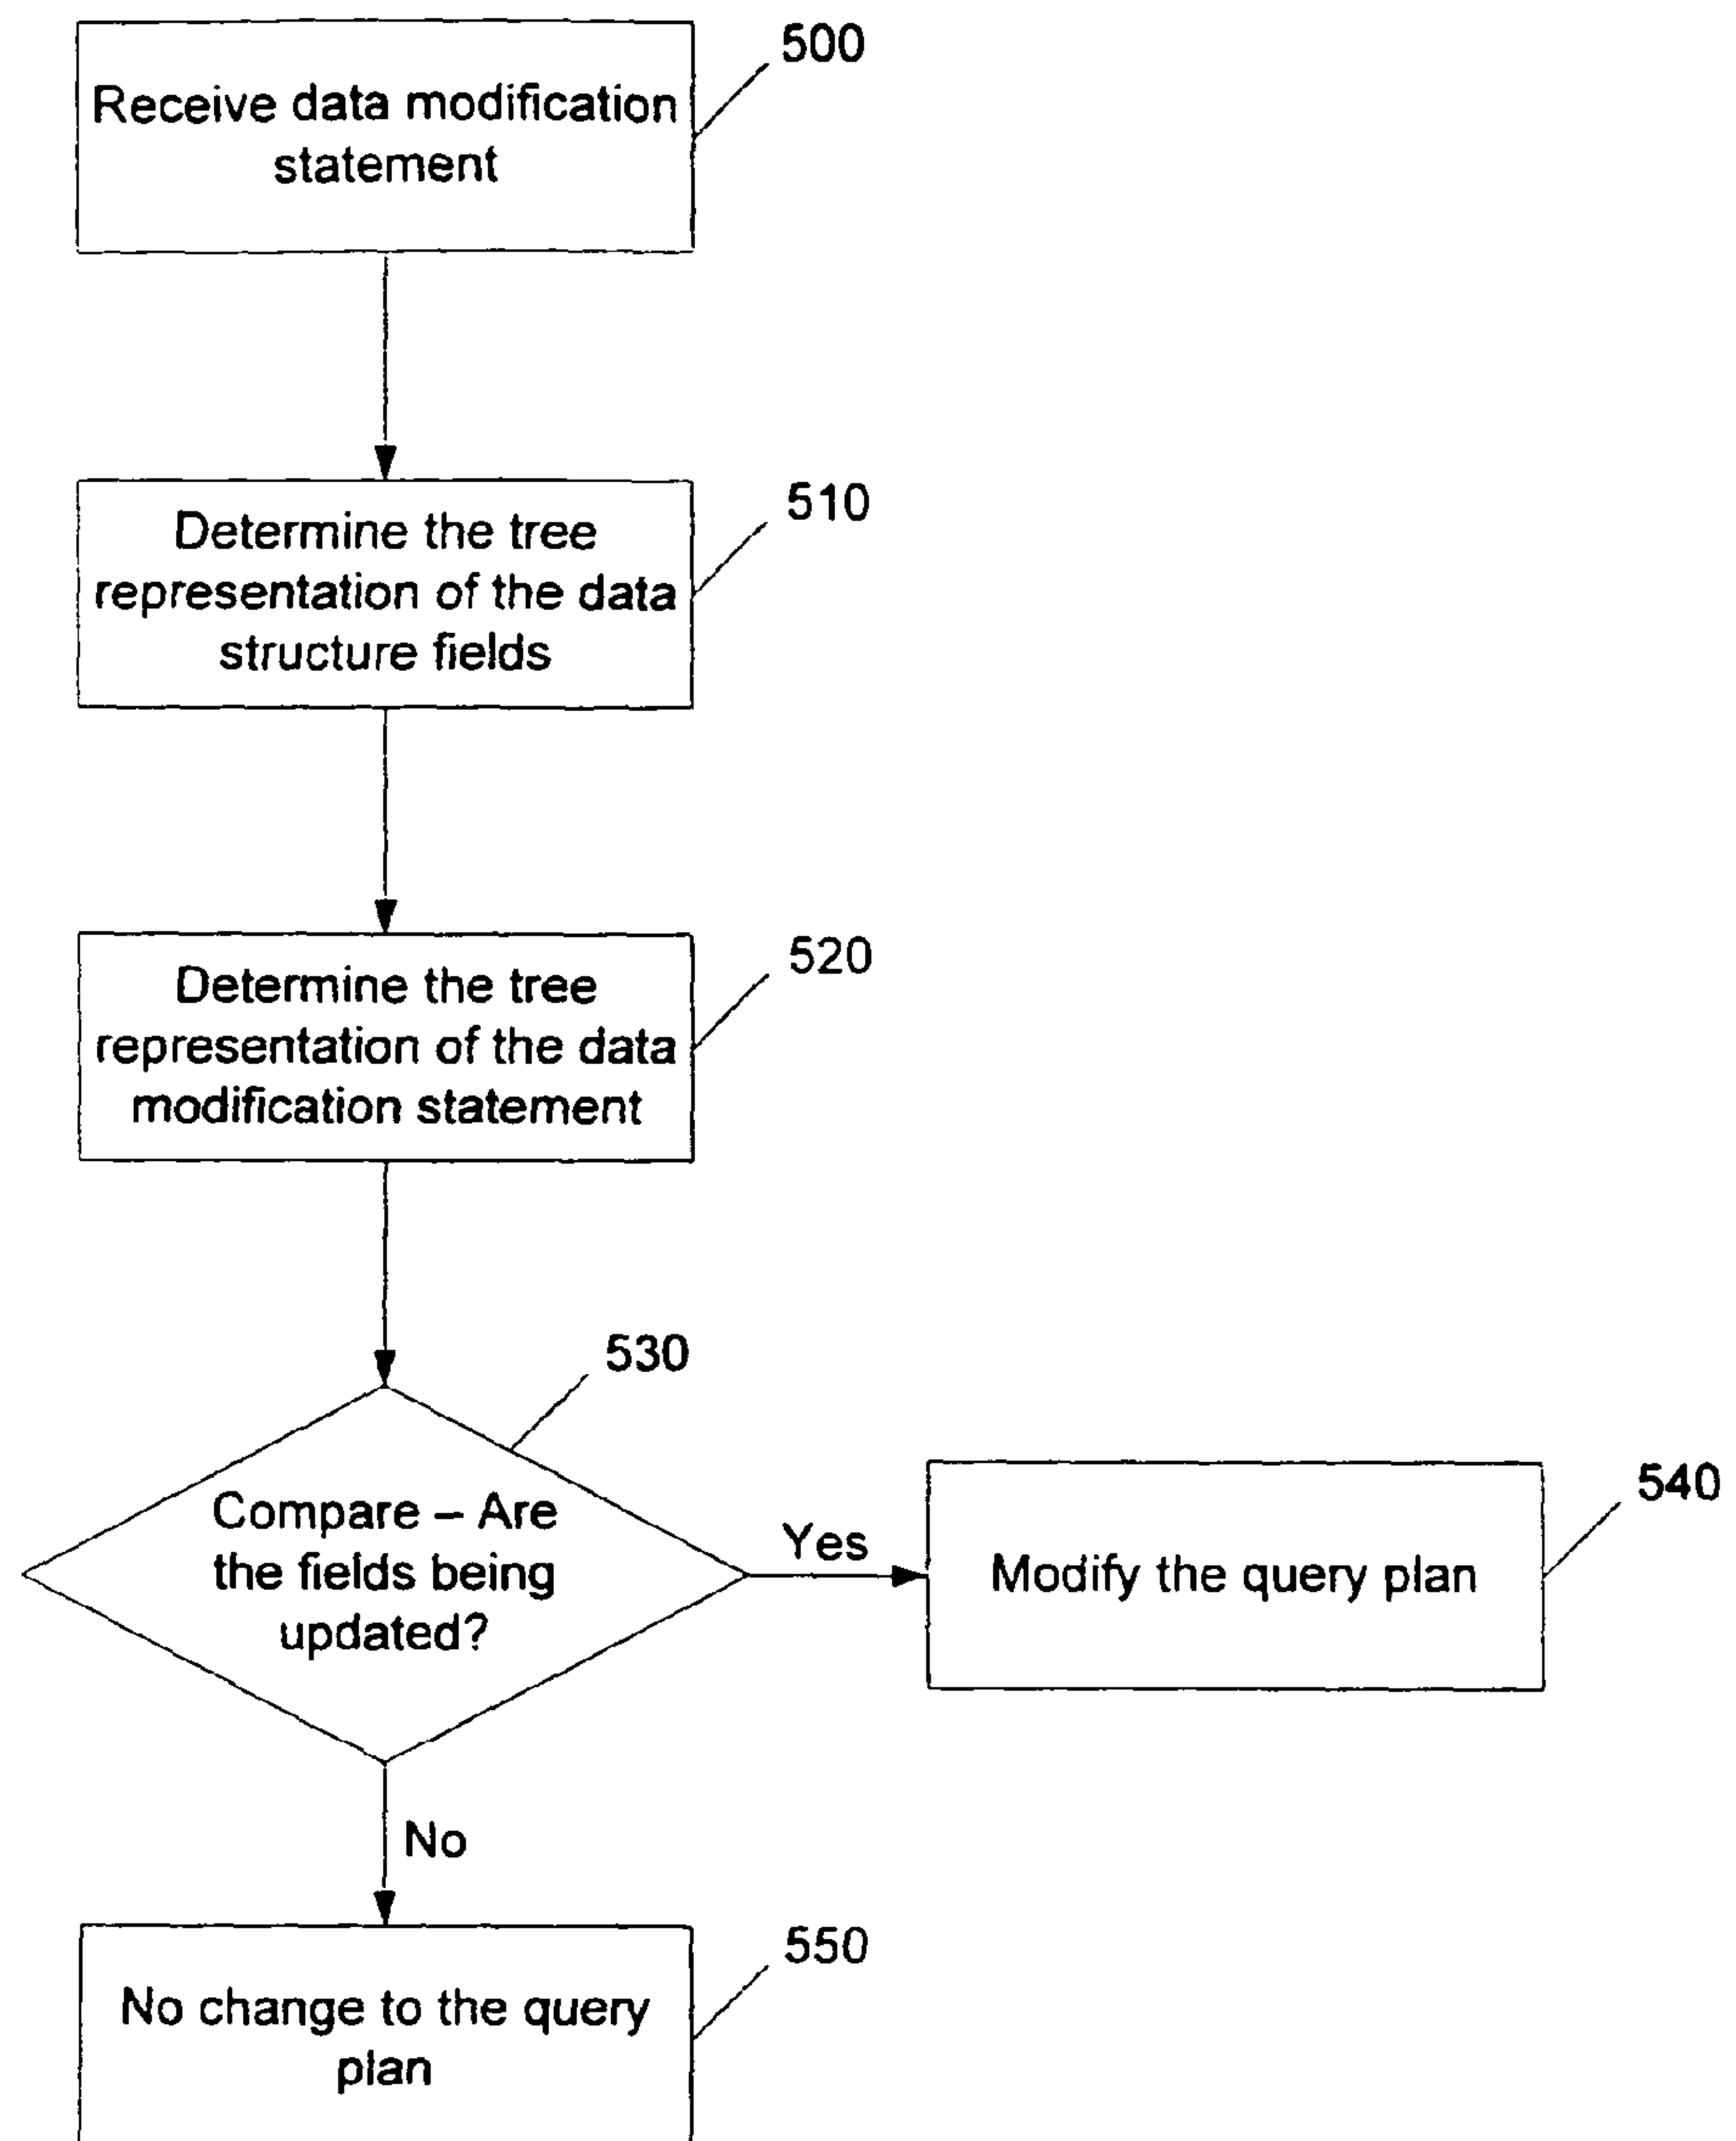 500
Receive data modification
statement
510
Determine the tree
representation of the data
structure fields
520
Determine the tree
representation of the data
modification statement
530
Compare – Are
the fields being
updated?
Yes
540
Modify the query plan
No
550
No change to the query
plan